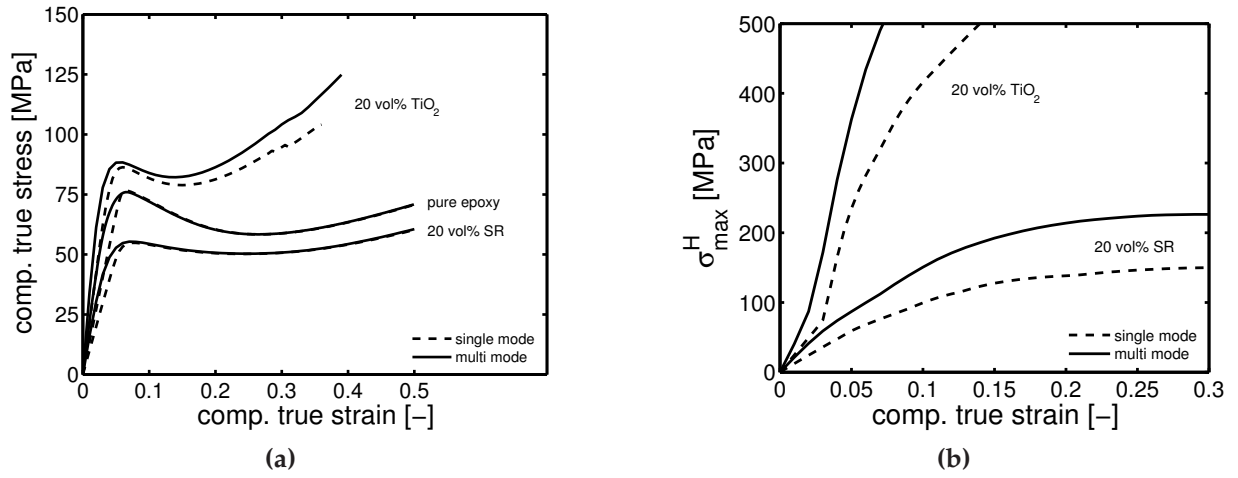 150
125
100
75
50
25
0
comp. true stress [MPa]
20 vol% TiO2
pure epoxy
20 vol% SR
single mode
multi mode
0 0.1 0.2 0.3 0.4 0.5
comp. true strain [−]
(a)
500
400
300
200
100
0
σHmax [MPa]
20 vol% TiO2
20 vol% SR
single mode
multi mode
0 0.05 0.1 0.15 0.2 0.25 0.3
comp. true strain [−]
(b)